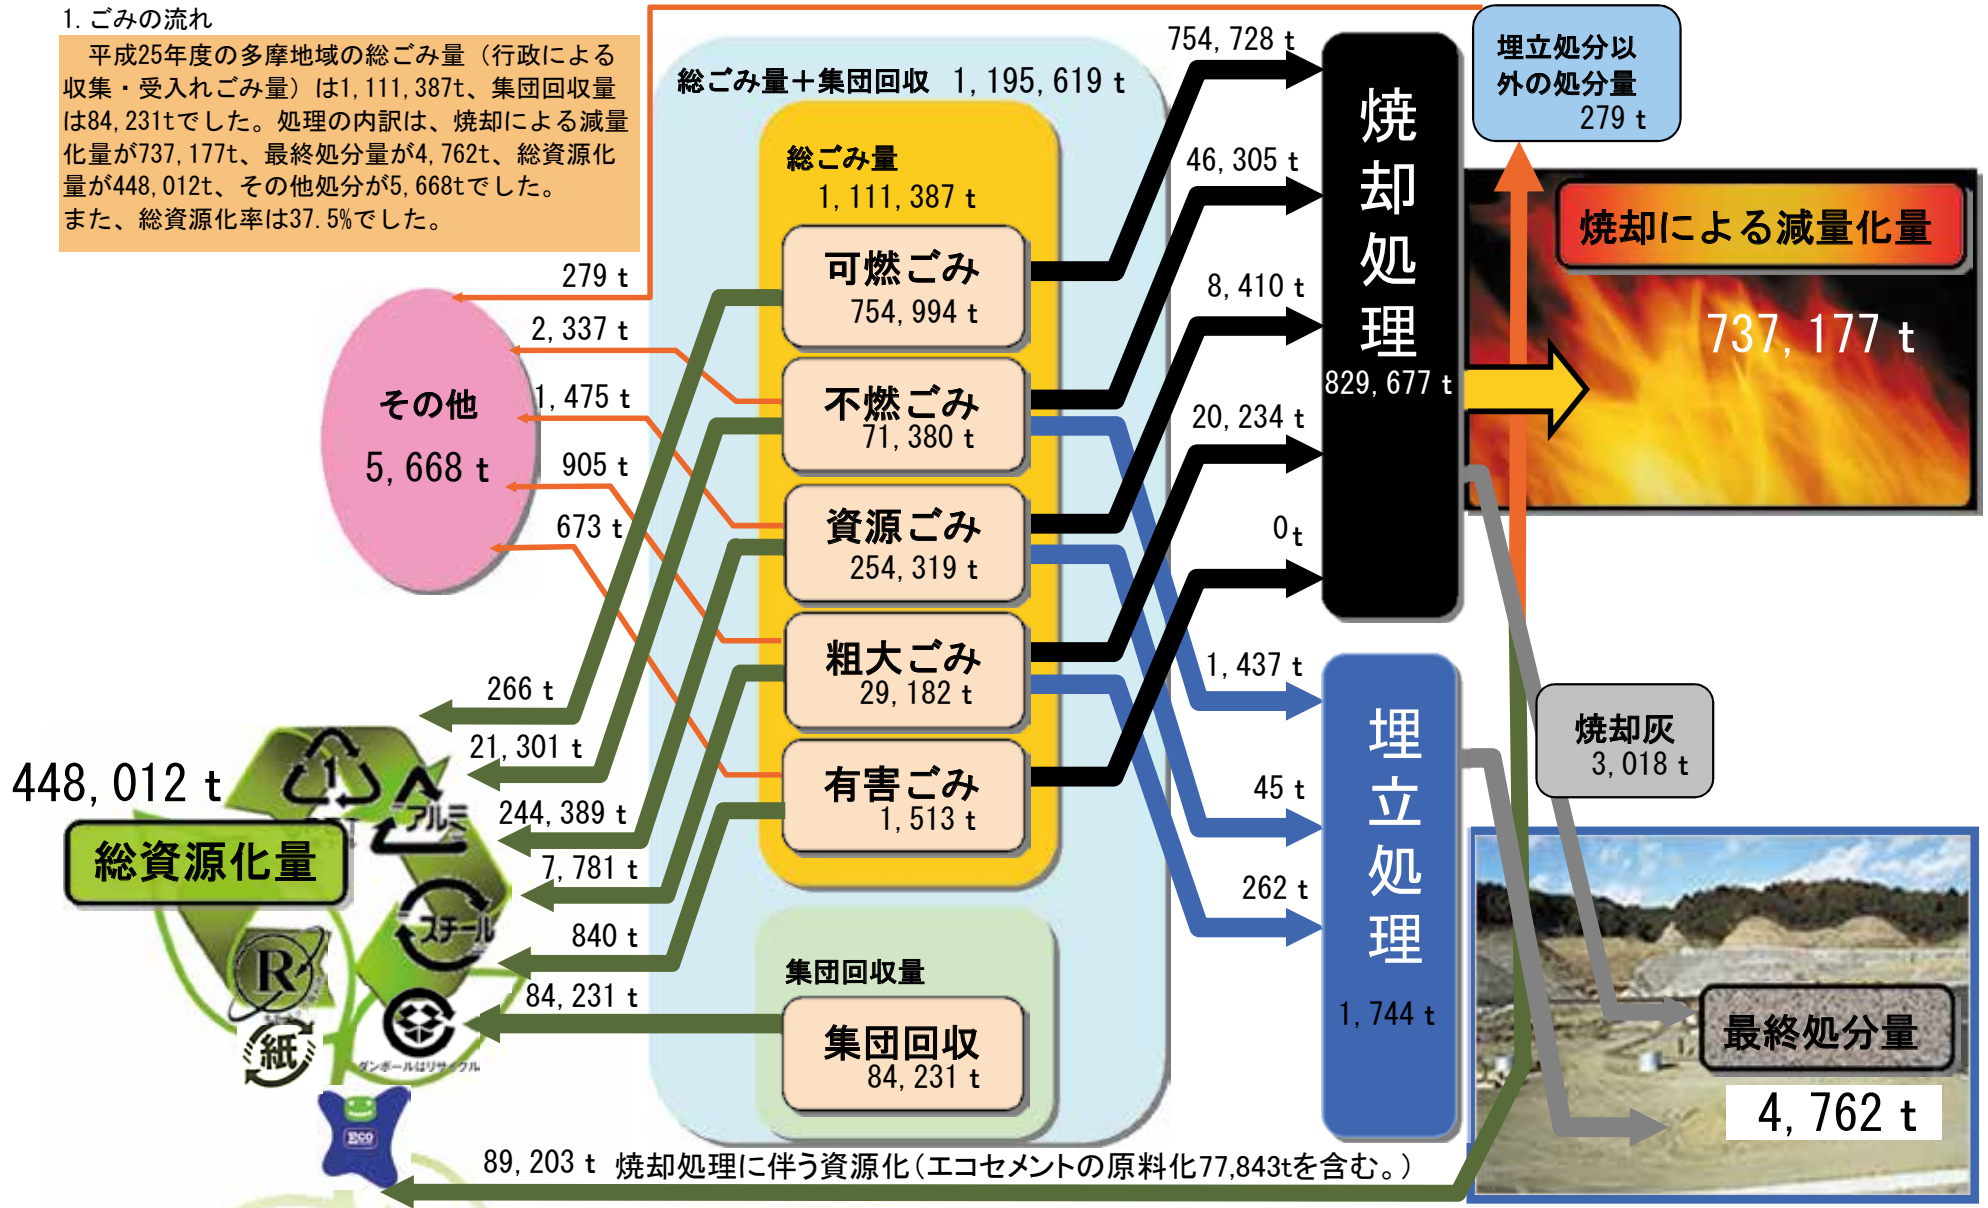 1. ごみの流れ
平成25年度の多摩地域の総ごみ量（行政による
収集・受入れごみ量）は1,111,387t、集団回収量
は84,231tでした。処理の内訳は、焼却による減量
化量が737,177t、最終処分量が4,762t、総資源化
量が448,012t、その他処分が5,668tでした。
また、総資源化率は37.5%でした。
総ごみ量＋集団回収 1,195,619 t
総ごみ量
1,111,387 t
可燃ごみ
754,994 t
不燃ごみ
71,380 t
資源ごみ
254,319 t
粗大ごみ
29,182 t
有害ごみ
1,513 t
集団回収量
集団回収
84,231 t
754,728 t
46,305 t
8,410 t
20,234 t
0t
1,437 t
45 t
262 t
焼却処理
829,677 t
埋立処理
1,744 t
埋立処分以
外の処分量
279 t
焼却による減量化量
737,177 t
焼却灰
3,018 t
最終処分量
4,762 t
279 t
2,337 t
1,475 t
905 t
673 t
その他
5,668 t
266 t
21,301 t
244,389 t
7,781 t
840 t
84,231 t
448,012 t
総資源化量
1
アルミ
スチール
R
紙
ダンボールはリサイクル
ECO
89,203 t 焼却処理に伴う資源化（エコセメントの原料化77,843tを含む。）